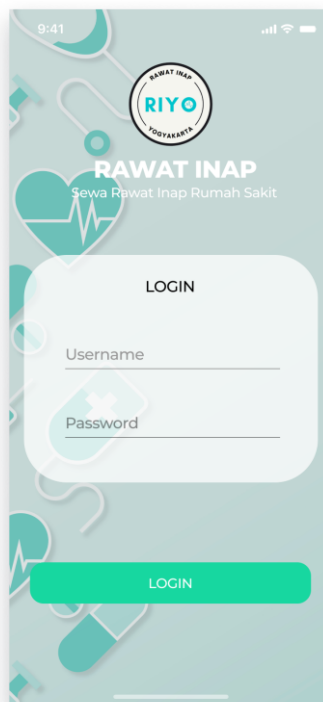 9:41
RAWAT INAP
RIYO
YOGYAKARTA
RAWAT INAP
Sewa Rawat Inap Rumah Sakit
LOGIN
Username
Password
LOGIN